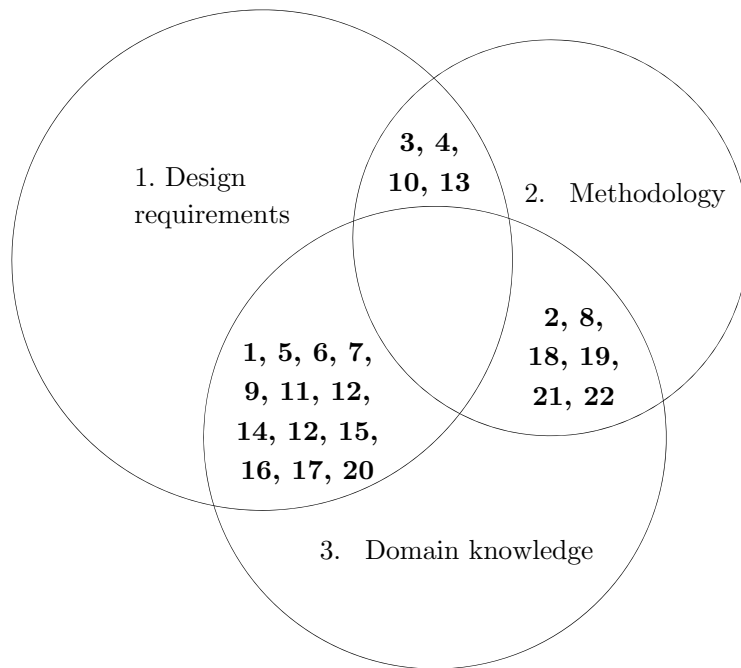 3, 4,
10, 13
1. Design
requirements
2. Methodology
2, 8,
18, 19,
21, 22
1, 5, 6, 7,
9, 11, 12,
14, 12, 15,
16, 17, 20
3. Domain knowledge